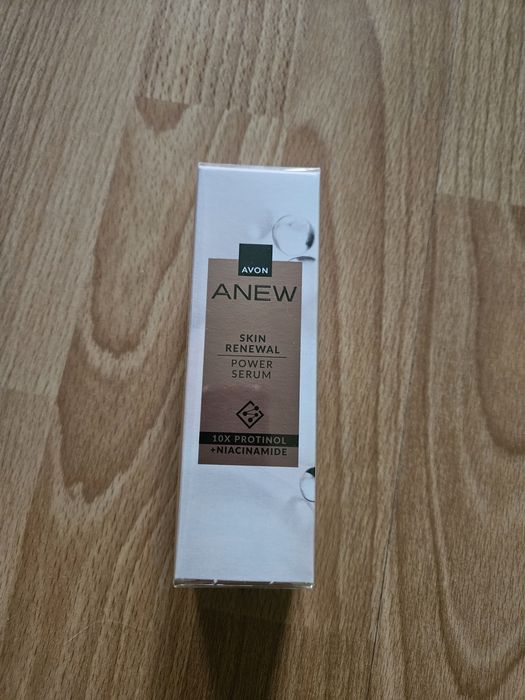 AVON
ANEW
SKIN
RENEWAL
POWER
SERUM
10X PROTINOL
+NIACINAMIDE